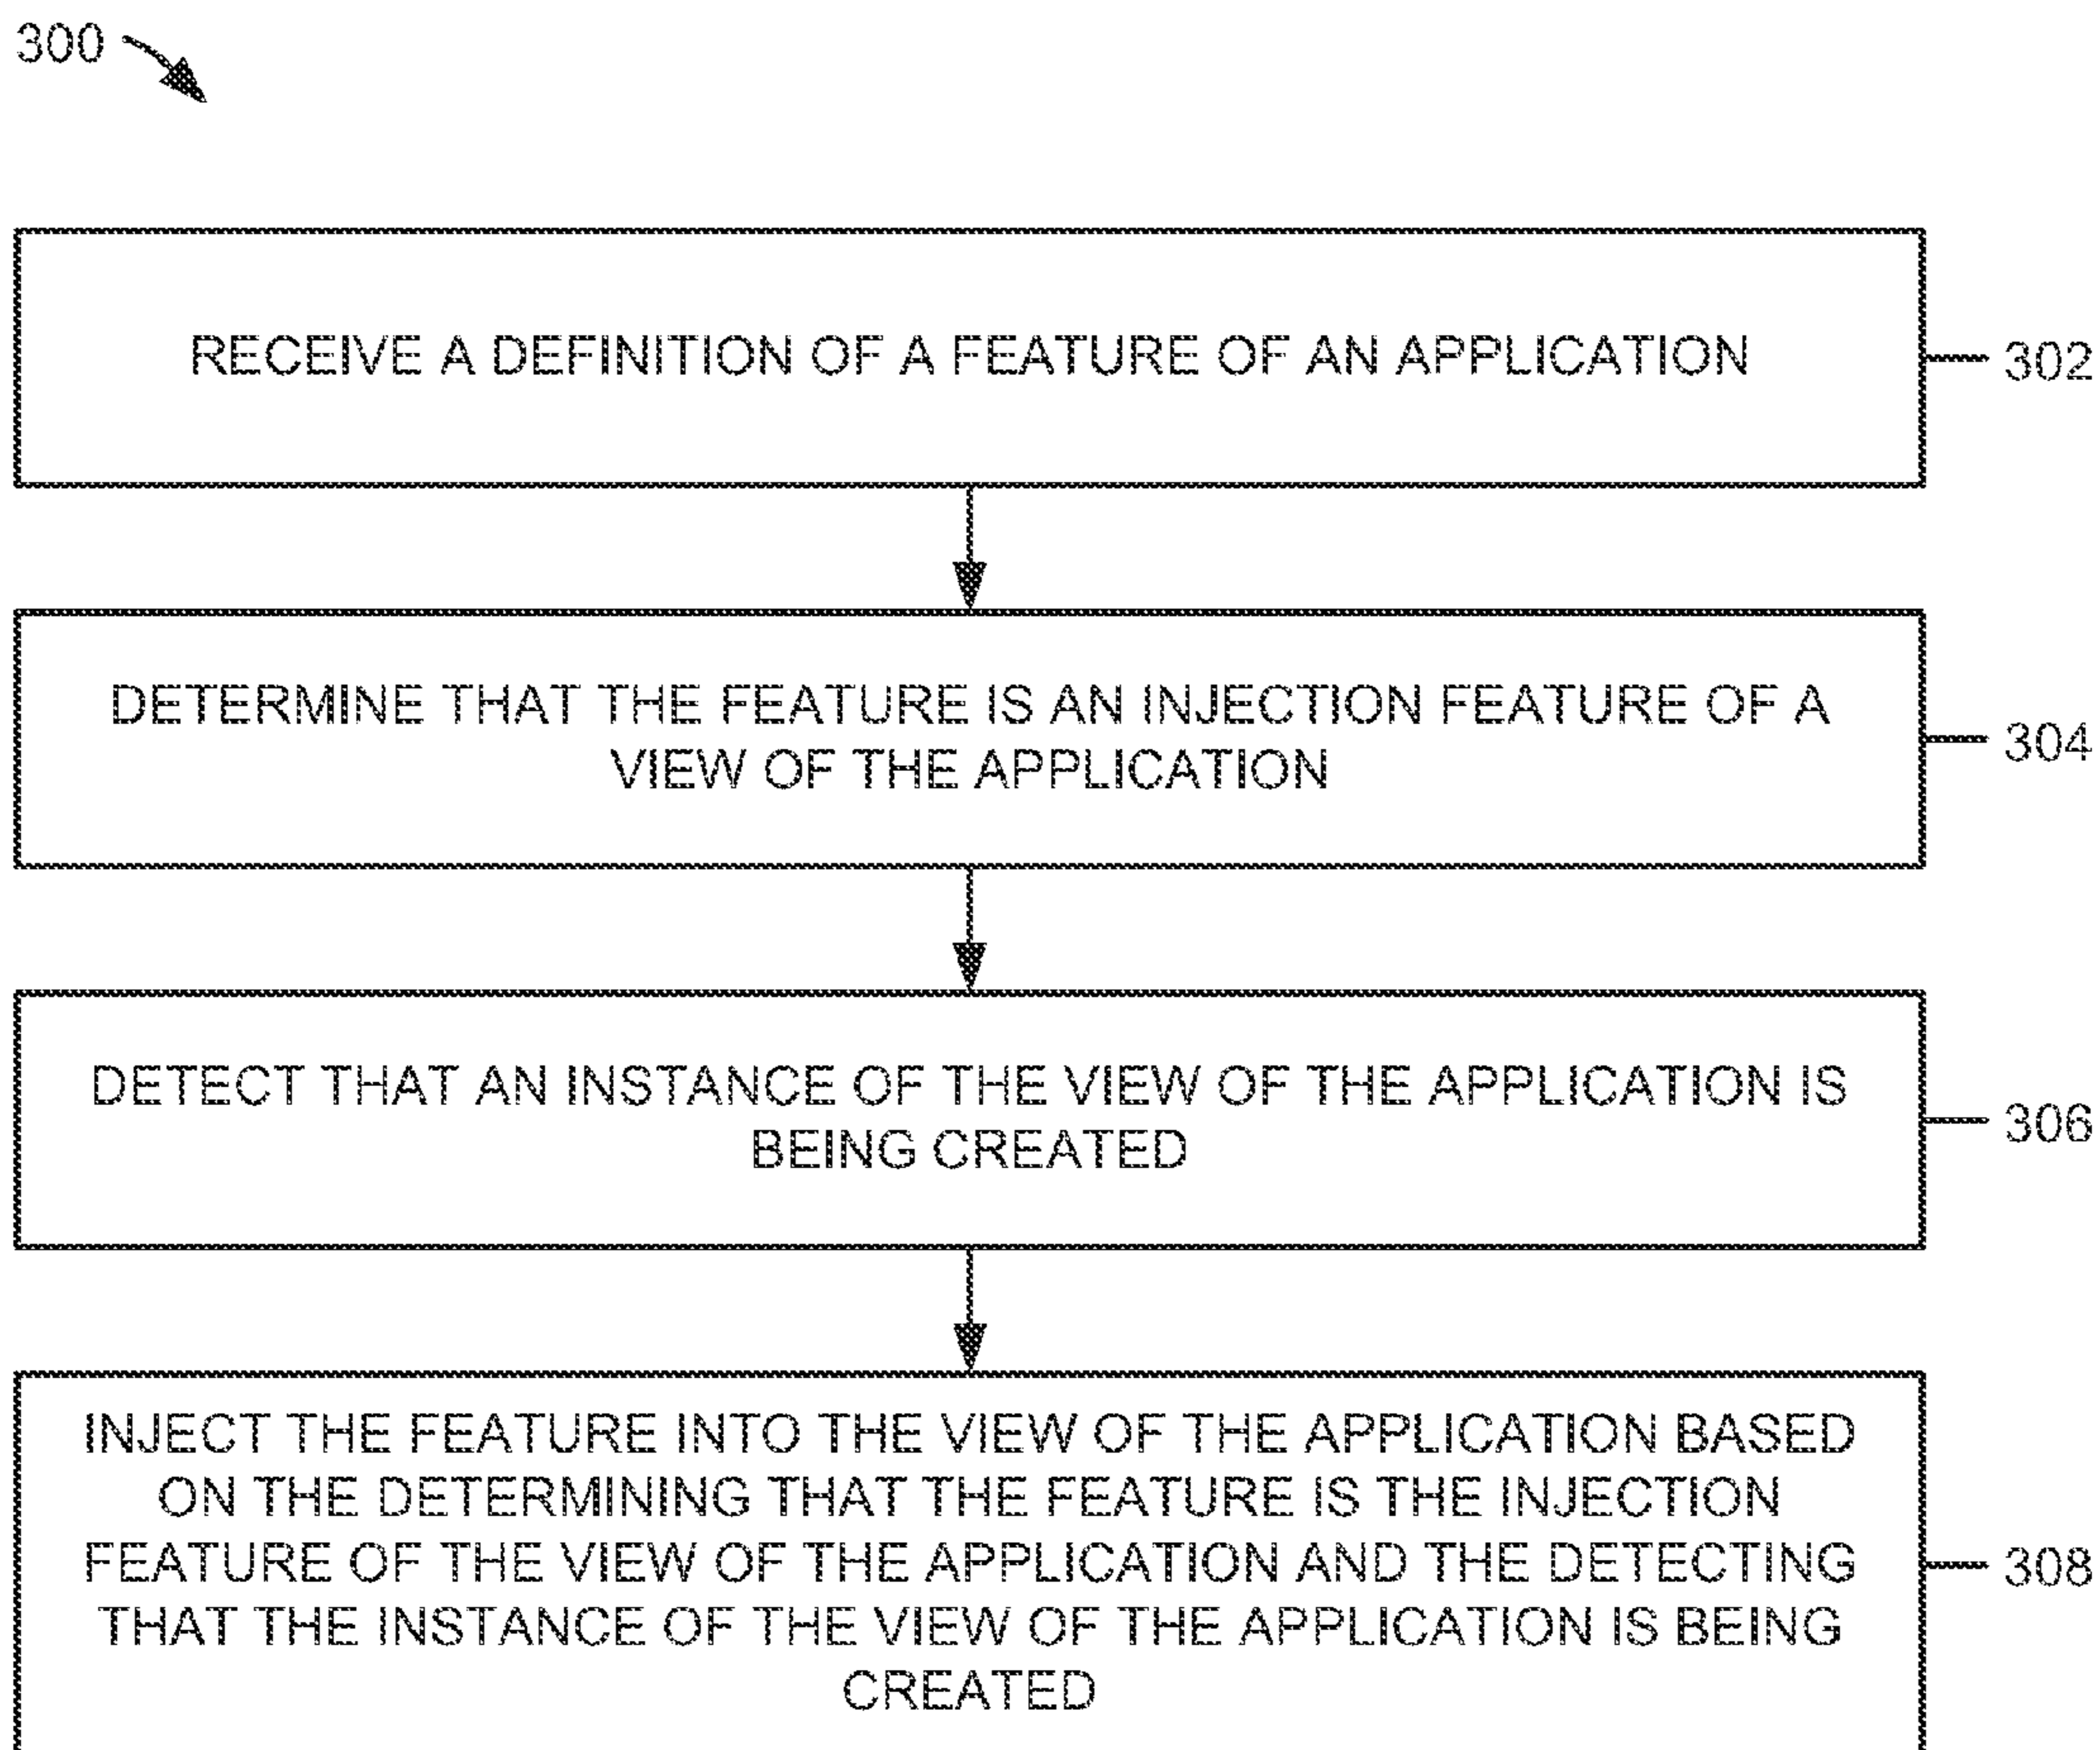 300
RECEIVE A DEFINITION OF A FEATURE OF AN APPLICATION
302
DETERMINE THAT THE FEATURE IS AN INJECTION FEATURE OF A
VIEW OF THE APPLICATION
304
DETECT THAT AN INSTANCE OF THE VIEW OF THE APPLICATION IS
BEING CREATED
306
INJECT THE FEATURE INTO THE VIEW OF THE APPLICATION BASED
ON THE DETERMINING THAT THE FEATURE IS THE INJECTION
FEATURE OF THE VIEW OF THE APPLICATION AND THE DETECTING
THAT THE INSTANCE OF THE VIEW OF THE APPLICATION IS BEING
CREATED
308